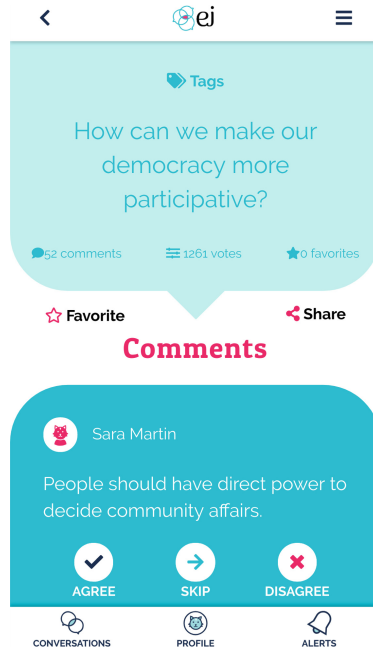 ej
Tags
How can we make our
democracy more
participative?
52 comments 1261 votes 0 favorites
Favorite Share
Comments
Sara Martin
People should have direct power to
decide community affairs.
AGREE SKIP DISAGREE
CONVERSATIONS PROFILE ALERTS